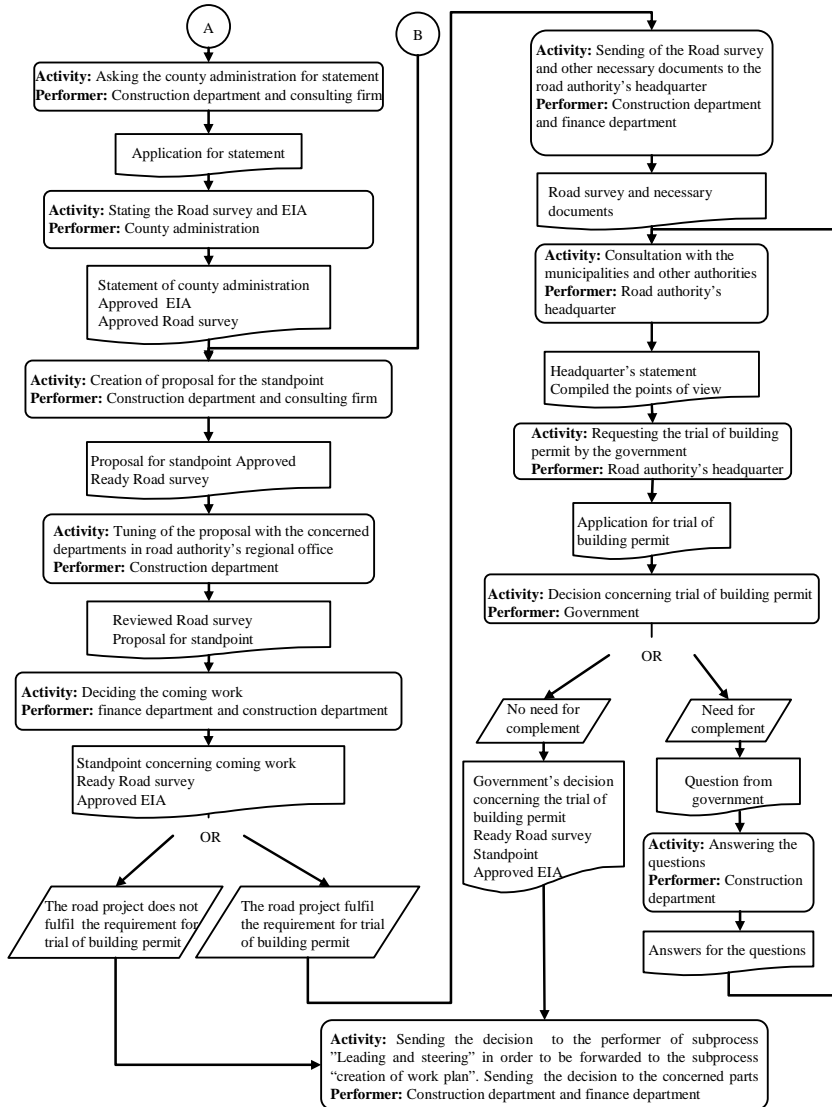 A
Activity: Asking the county administration for statement
Performer: Construction department and consulting firm
Application for statement
Activity: Stating the Road survey and EIA
Performer: County administration
Statement of county administration
Approved EIA
Approved Road survey
Activity: Creation of proposal for the standpoint
Performer: Construction department and consulting firm
Proposal for standpoint Approved
Ready Road survey
Activity: Tuning of the proposal with the concerned
departments in road authority's regional office
Performer: Construction department
Reviewed Road survey
Proposal for standpoint
Activity: Deciding the coming work
Performer: finance department and construction department
Standpoint concerning coming work
Ready Road survey
Approved EIA
OR
The road project does not
fulfil the requirement for
trial of building permit
The road project fulfil
the requirement for trial
of building permit
B
Activity: Sending of the Road survey
and other necessary documents to the
road authority's headquarter
Performer: Construction department
and finance department
Road survey and necessary
documents
Activity: Consultation with the
municipalities and other authorities
Performer: Road authority's
headquarter
Headquarter's statement
Compiled the points of view
Activity: Requesting the trial of building
permit by the government
Performer: Road authority's headquarter
Application for trial of
building permit
Activity: Decision concerning trial of building permit
Performer: Government
OR
No need for
complement
Government's decision
concerning the trial of
building permit
Ready Road survey
Standpoint
Approved EIA
Need for
complement
Question from
government
Activity: Answering the
questions
Performer: Construction
department
Answers for the questions
Activity: Sending the decision to the performer of subprocess
"Leading and steering" in order to be forwarded to the subprocess
"creation of work plan". Sending the decision to the concerned parts
Performer: Construction department and finance department